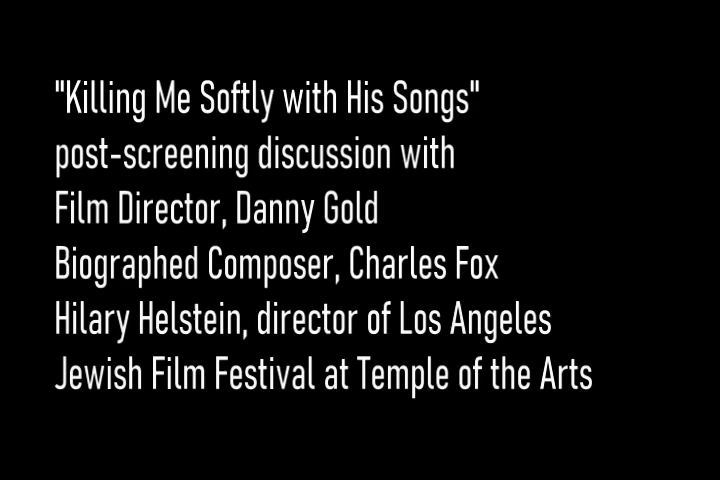 "Killing Me Softly with His Songs"
post-screening discussion with
Film Director, Danny Gold
Biographed Composer, Charles Fox
Hilary Helstein, director of Los Angeles
Jewish Film Festival at Temple of the Arts